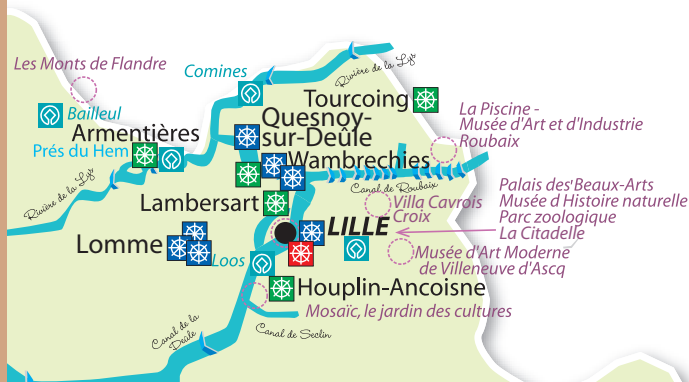 Les Monts de Flandre
Comines
Rivière de la Lys
Bailleul
Tourcoing
La Piscine -
Musée d'Art et d'Industrie
Roubaix
Armentières
Quesnoy-
sur-Deûle
Prés du Hem
Wambrechies
Canal de Roubaix
Rivière de la Lys
Lambersart
Villa Cavrois
Croix
Palais des Beaux-Arts
Musée d Histoire naturelle
Parc zoologique
La Citadelle
LILLE
Lomme
Loos
Musée d'Art Moderne
de Villeneuve d'Ascq
Houplin-Ancoisne
Mosaïc, le jardin des cultures
Canal de la
Deûle
Canal de Seclin